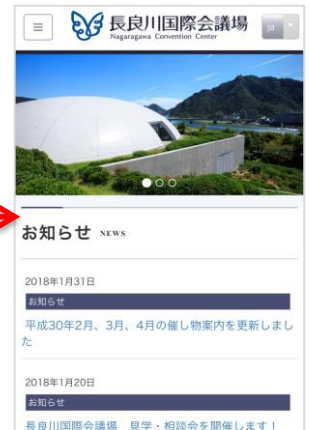 長良川国際会議場
Nagaragawa Convention Center
ja
お知らせ NEWS
2018年1月31日
お知らせ
平成30年2月、3月、4月の催し物案内を更新しまし
た
2018年1月20日
お知らせ
長良川国際会議場 見学・相談会を開催します！